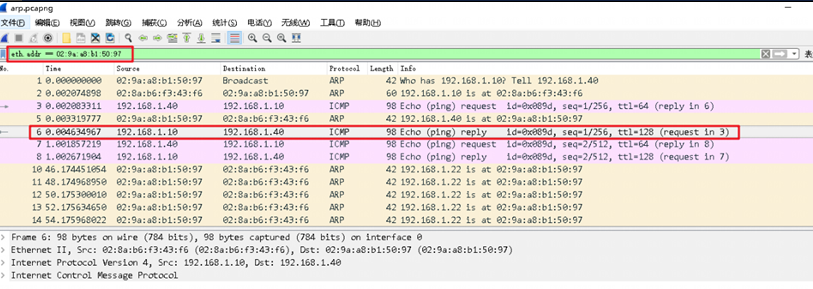 arp.pcapng
文件(F) 编辑(E) 视图(V) 跳转(G) 捕获(C) 分析(A) 统计(S) 电话(Y) 无线(W) 工具(T) 帮助(H)
eth.addr == 02:9a:a8:b1:50:97
No. Time Source Destination Protocol Length Info
1 0.000000000 02:9a:a8:b1:50:97 Broadcast ARP 42 Who has 192.168.1.10? Tell 192.168.1.40
2 0.002074898 02:8a:b6:f3:43:f6 02:9a:a8:b1:50:97 ARP 60 192.168.1.10 is at 02:8a:b6:f3:43:f6
3 0.002083311 192.168.1.40 192.168.1.10 ICMP 98 Echo (ping) request id=0x089d, seq=1/256, ttl=64 (reply in 6)
5 0.003319777 02:9a:a8:b1:50:97 02:8a:b6:f3:43:f6 ARP 42 192.168.1.40 is at 02:9a:a8:b1:50:97
6 0.004634967 192.168.1.10 192.168.1.40 ICMP 98 Echo (ping) reply id=0x089d, seq=1/256, ttl=128 (request in 3)
7 1.001857219 192.168.1.40 192.168.1.10 ICMP 98 Echo (ping) request id=0x089d, seq=2/512, ttl=64 (reply in 8)
8 1.002671904 192.168.1.10 192.168.1.40 ICMP 98 Echo (ping) reply id=0x089d, seq=2/512, ttl=128 (request in 7)
10 46.174451054 02:9a:a8:b1:50:97 02:8a:b6:f3:43:f6 ARP 42 192.168.1.22 is at 02:9a:a8:b1:50:97
11 48.174968950 02:9a:a8:b1:50:97 02:8a:b6:f3:43:f6 ARP 42 192.168.1.22 is at 02:9a:a8:b1:50:97
12 50.175300010 02:9a:a8:b1:50:97 02:8a:b6:f3:43:f6 ARP 42 192.168.1.22 is at 02:9a:a8:b1:50:97
13 52.175634650 02:9a:a8:b1:50:97 02:8a:b6:f3:43:f6 ARP 42 192.168.1.22 is at 02:9a:a8:b1:50:97
14 54.175968022 02:9a:a8:b1:50:97 02:8a:b6:f3:43:f6 ARP 42 192.168.1.22 is at 02:9a:a8:b1:50:97
Frame 6: 98 bytes on wire (784 bits), 98 bytes captured (784 bits) on interface 0
Ethernet II, Src: 02:8a:b6:f3:43:f6 (02:8a:b6:f3:43:f6), Dst: 02:9a:a8:b1:50:97 (02:9a:a8:b1:50:97)
Internet Protocol Version 4, Src: 192.168.1.10, Dst: 192.168.1.40
Internet Control Message Protocol